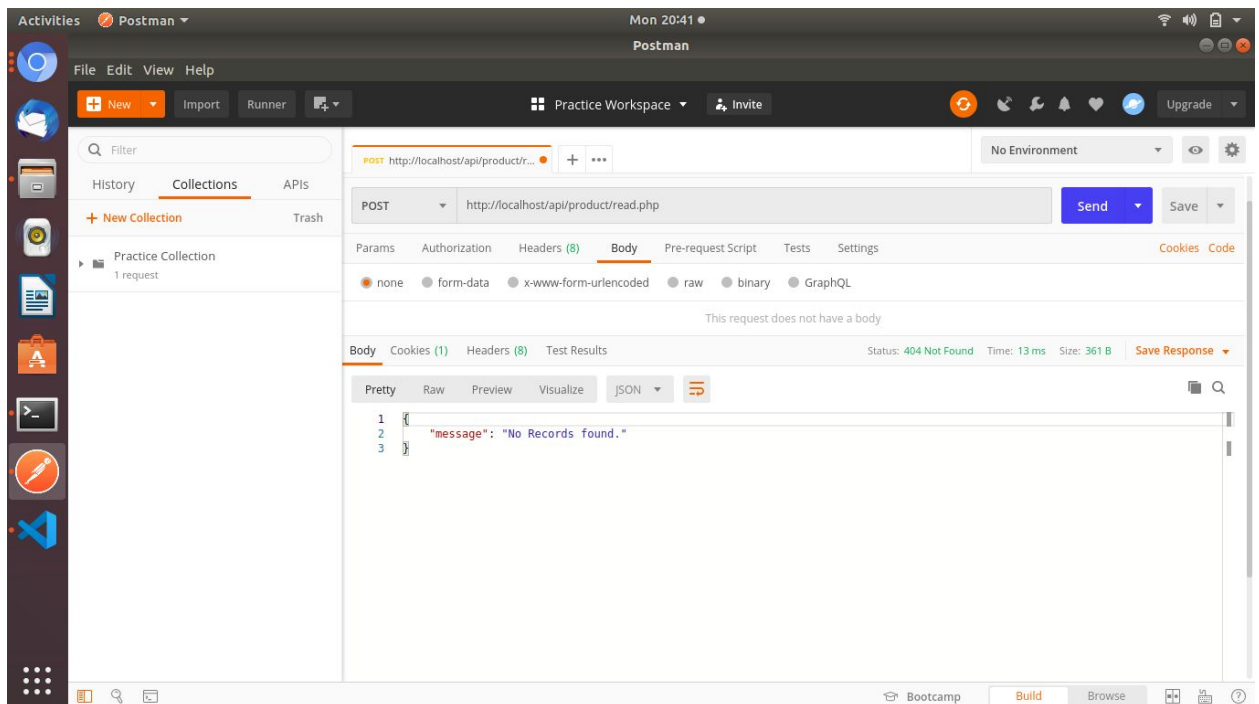 Activities Postman Mon 20:41
Postman
File Edit View Help
New Import Runner Practice Workspace Invite Upgrade
Filter
History Collections APIs
+ New Collection Trash
Practice Collection
1 request
POST http://localhost/api/product/r... + ••• No Environment
POST http://localhost/api/product/read.php Send Save
Params Authorization Headers (8) Body Pre-request Script Tests Settings Cookies Code
none form-data x-www-form-urlencoded raw binary GraphQL
This request does not have a body
Body Cookies (1) Headers (8) Test Results Status: 404 Not Found Time: 13 ms Size: 361 B Save Response
Pretty Raw Preview Visualize JSON
1 {
2 "message": "No Records found."
3 }
Bootcamp Build Browse